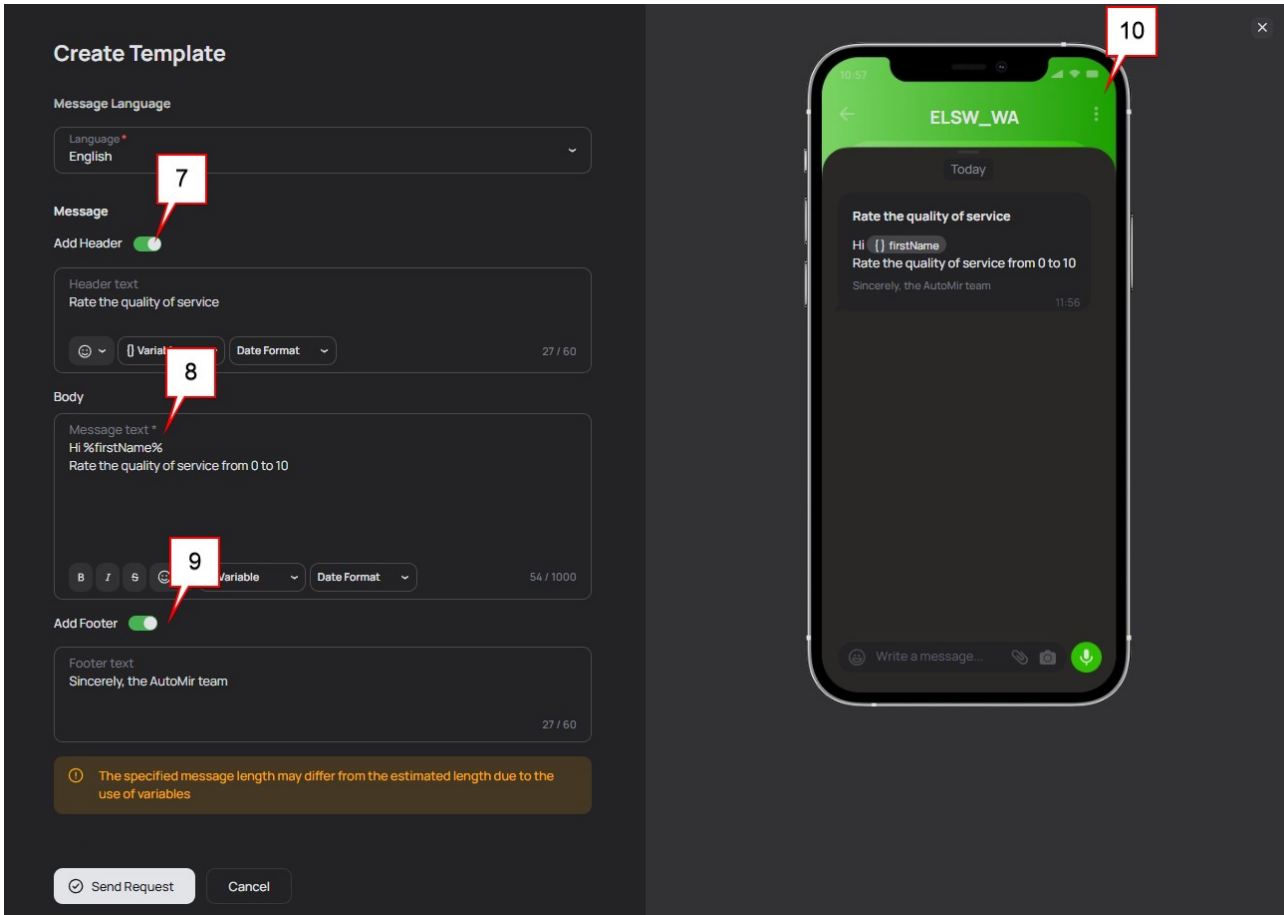 Create Template
Message Language
Language *
English
7
Message
Add Header
Header text
Rate the quality of service
{} Variab
Date Format
27 / 60
8
Body
Message text *
Hi %firstName%
Rate the quality of service from 0 to 10
9
B I S
Variable
Date Format
54 / 1000
Add Footer
Footer text
Sincerely, the AutoMir team
27 / 60
The specified message length may differ from the estimated length due to the
use of variables
Send Request
Cancel
10
10:57
ELSW_WA
Today
Rate the quality of service
Hi {} firstName
Rate the quality of service from 0 to 10
Sincerely, the AutoMir team
11:56
Write a message...